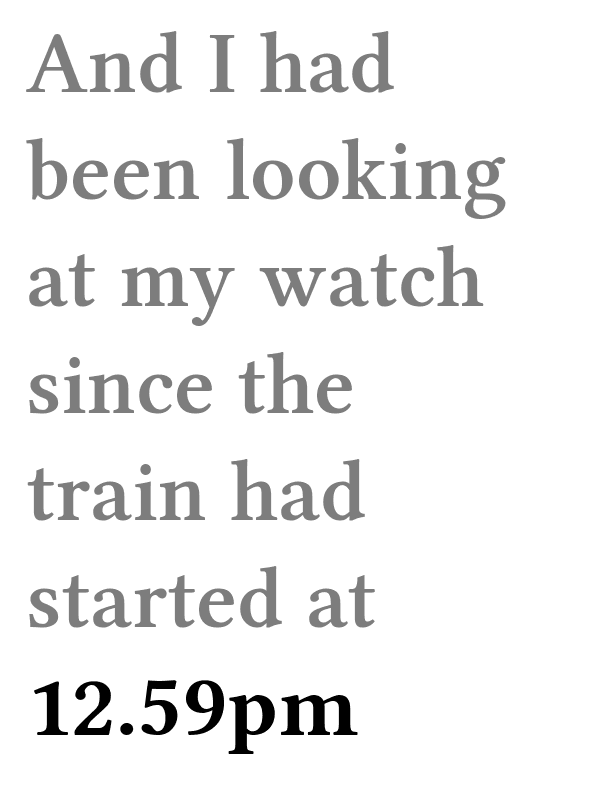 And I had
been looking
at my watch
since the
train had
started at
12.59pm